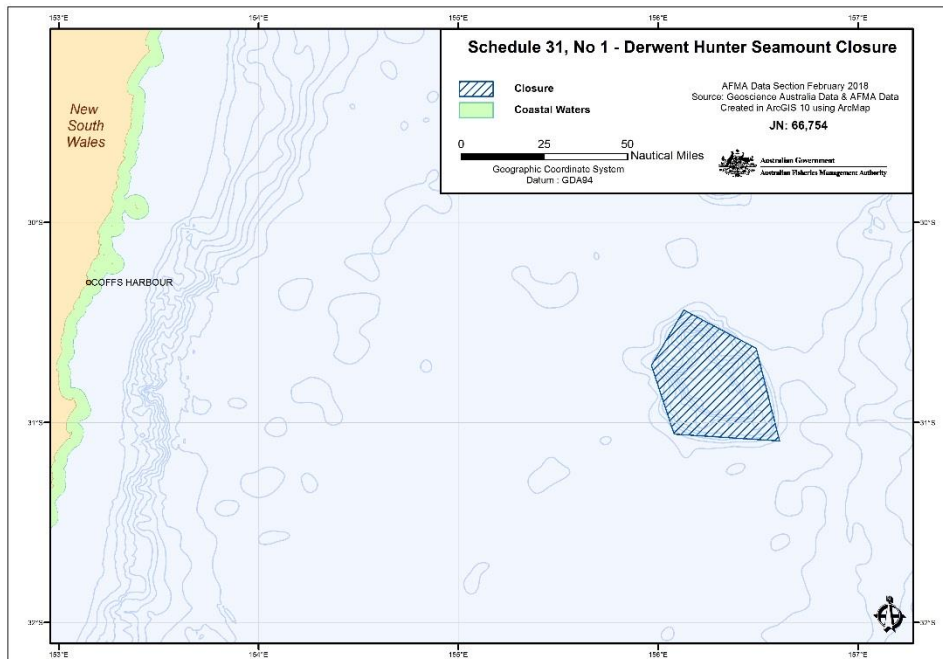 153°E 154°E 155°E 156°E 157°E
Schedule 31, No 1 - Derwent Hunter Seamount Closure
Closure
Coastal Waters
AFMA Data Section February 2018
Source: Geoscience Australia Data & AFMA Data
Created in ArcGIS 10 using ArcMap
JN: 66,754
0 25 50
Nautical Miles
Geographic Coordinate System
Datum : GDA94
Australian Government
Australian Fisheries Management Authority
New
South
Wales
30°S 30°S
COFFS HARBOUR
31°S 31°S
32°S 32°S
153°E 154°E 155°E 156°E 157°E